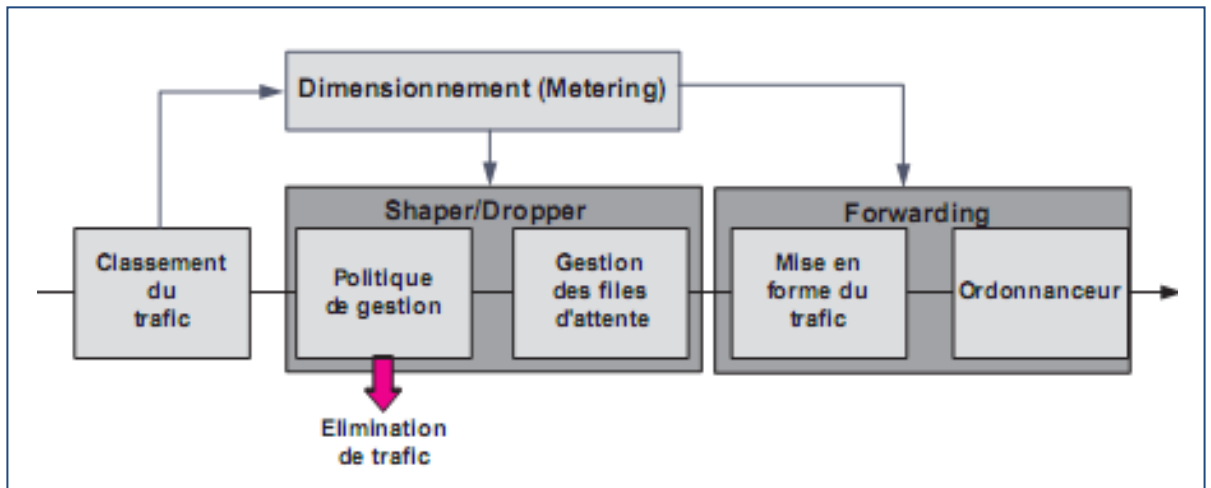 Dimensionnement (Metering)
Shaper/Dropper
Forwarding
Classement
du
trafic
Politique
de gestion
Gestion
des files
d'attente
Mise en
forme du
trafic
Ordonnanceur
Elimination
de trafic